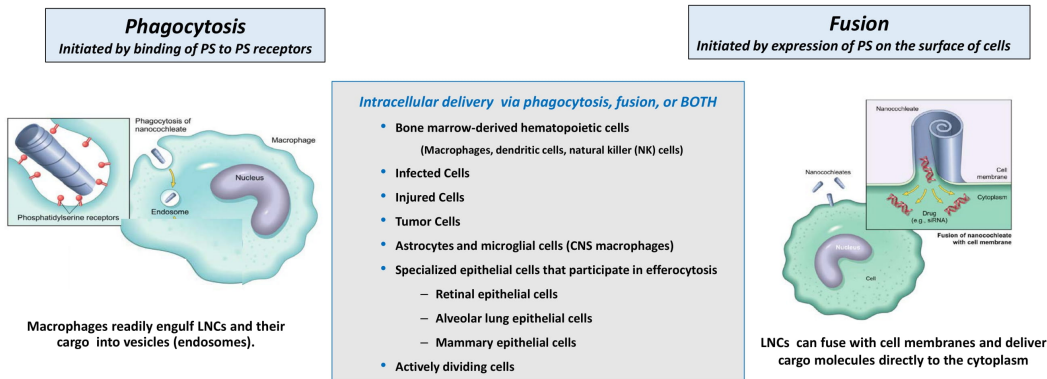 Phagocytosis
Initiated by binding of PS to PS receptors
Fusion
Initiated by expression of PS on the surface of cells
Phagocytosis of
nanocochleate
Macrophage
Nucleus
Endosome
Phosphatidylserine receptors
Macrophages readily engulf LNCs and their
cargo into vesicles (endosomes).
Intracellular delivery via phagocytosis, fusion, or BOTH
• Bone marrow-derived hematopoietic cells
(Macrophages, dendritic cells, natural killer (NK) cells)
• Infected Cells
• Injured Cells
• Tumor Cells
• Astrocytes and microglial cells (CNS macrophages)
• Specialized epithelial cells that participate in efferocytosis
– Retinal epithelial cells
– Alveolar lung epithelial cells
– Mammary epithelial cells
• Actively dividing cells
Nanocochleate
Cell
membrane
Cytoplasm
Drug
(e.g., siRNA)
Fusion of nanocochleate
with cell membrane
Nanocochleates
Nucleus
Cell
LNCs can fuse with cell membranes and deliver
cargo molecules directly to the cytoplasm